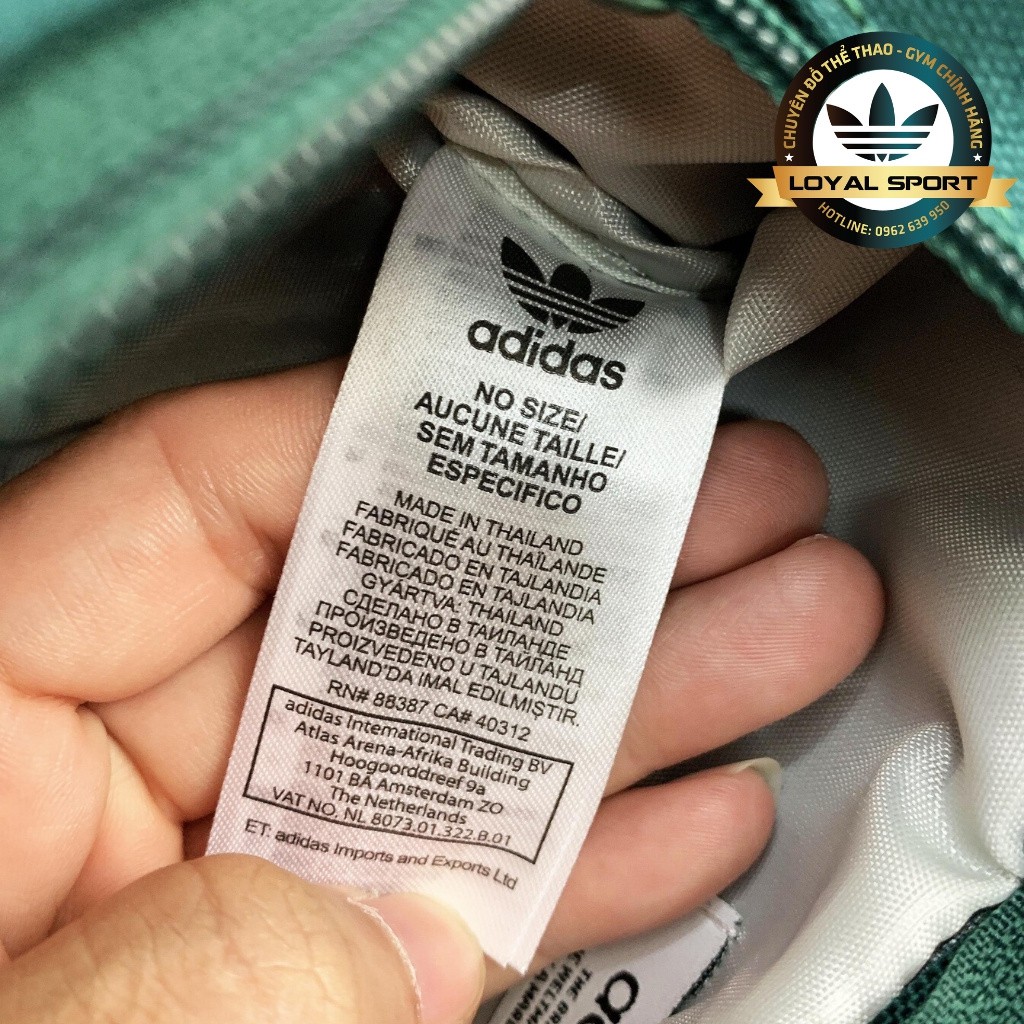 CHUYÊN ĐỒ THỂ THAO - GYM CHÍNH HÃNG
LOYAL SPORT
HOTLINE: 0962 639 950
adidas
NO SIZE/
AUCUNE TAILLE/
SEM TAMANHO
ESPECIFICO
MADE IN THAILAND
FABRIQUÉ AU THAÏLANDE
FABRICADO EN TAJLANDIA
FABRICADO EN TAJLANDIA
GYÁRTVA: THAILAND
СДЕЛАНО В ТАИЛАНДЕ
ПРОИЗВЕДЕНО В ТАЙЛАНД
PROIZVEDENO U TAJLANDU
TAYLAND'DA İMAL EDİLMİŞTİR.
RN# 88387 CA# 40312
adidas International Trading BV
Atlas Arena-Afrika Building
Hoogoorddreef 9a
1101 BA Amsterdam ZO
The Netherlands
VAT NO. NL 8073.01.322.B.01
ET: adidas Imports and Exports Ltd